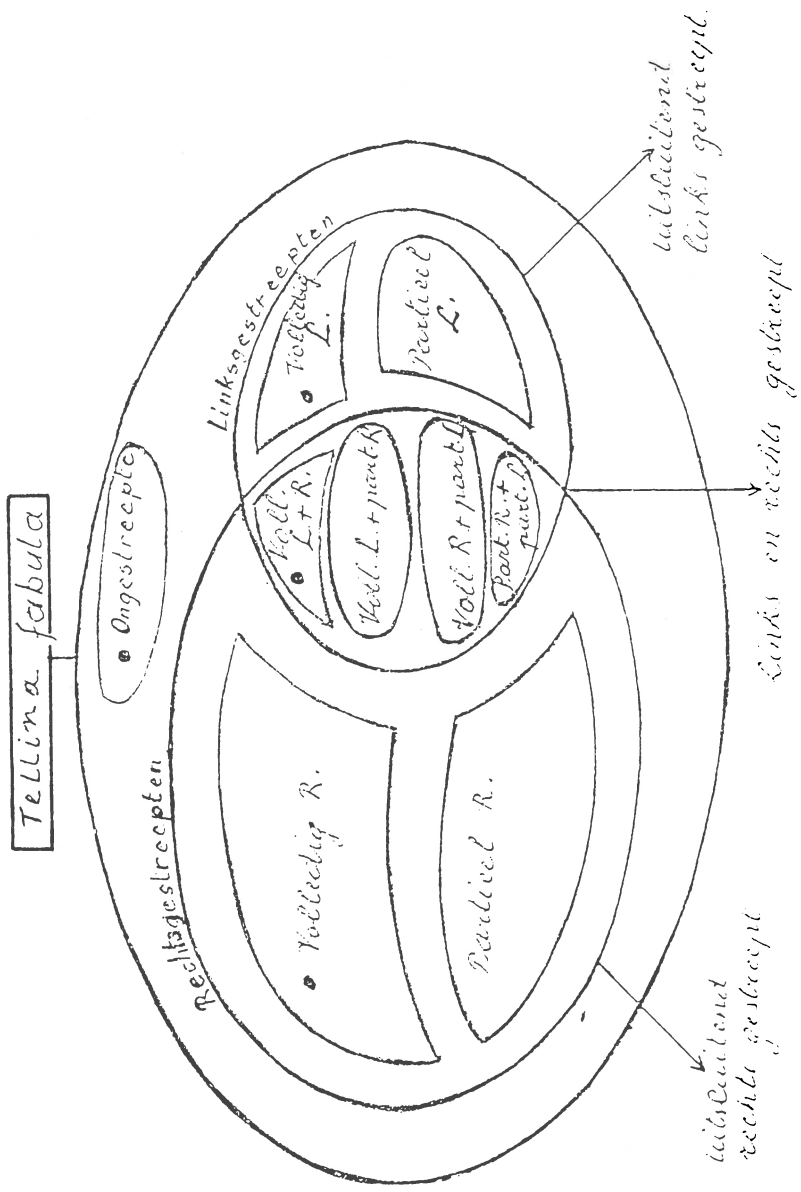 Tellina fabula
Ongestreepte
Rechtsgestreepten
Linksgestreepten
Volledig R.
Partieel R.
Voll.
L + R.
Voll. L. + part. R
Voll. R + part. L
Part. R. +
part. L
Volledig
L.
Partieel
L.
uitsluitend
rechts gestreept
Links en rechts gestreept
uitsluitend
links gestreept.